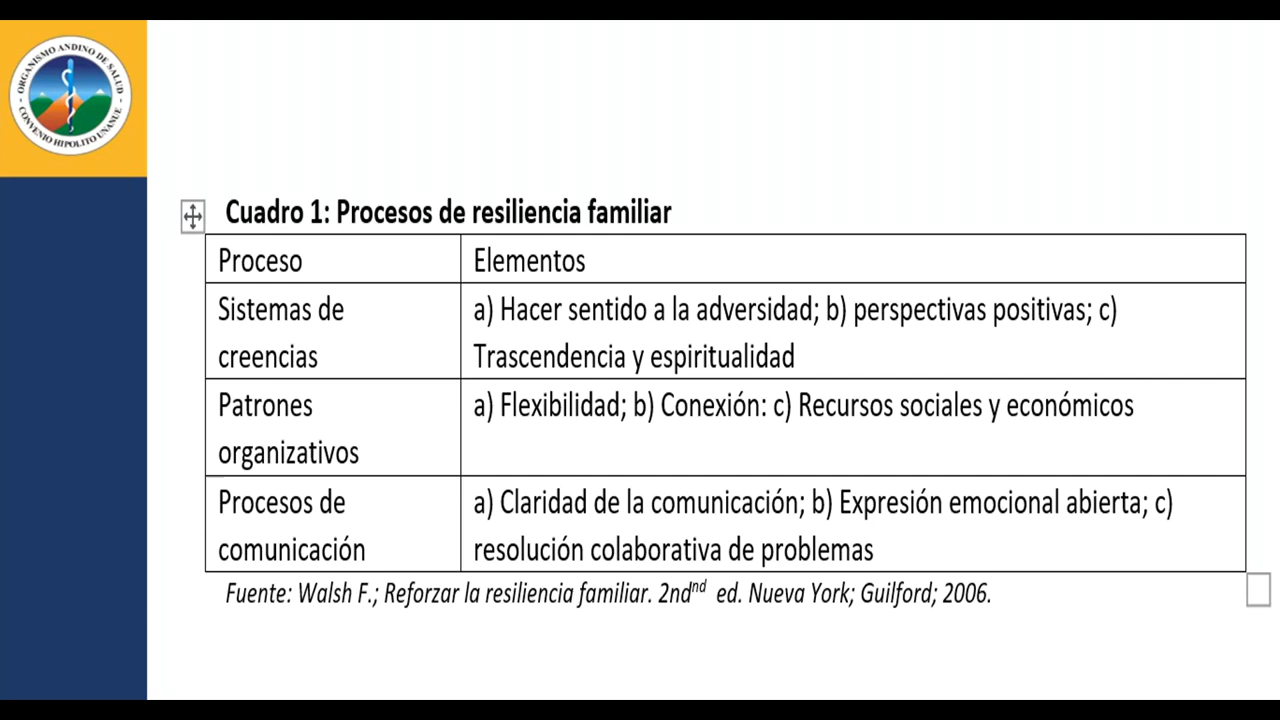 ORGANISMO ANDINO DE SALUD
CONVENIO HIPOLITO UNANUE
Cuadro 1: Procesos de resiliencia familiar
Proceso Elementos
Sistemas de creencias
a) Hacer sentido a la adversidad; b) perspectivas positivas; c)
Trascendencia y espiritualidad
Patrones organizativos
a) Flexibilidad; b) Conexión: c) Recursos sociales y económicos
Procesos de comunicación
a) Claridad de la comunicación; b) Expresión emocional abierta; c)
resolución colaborativa de problemas
Fuente: Walsh F.; Reforzar la resiliencia familiar. 2ndnd ed. Nueva York; Guilford; 2006.